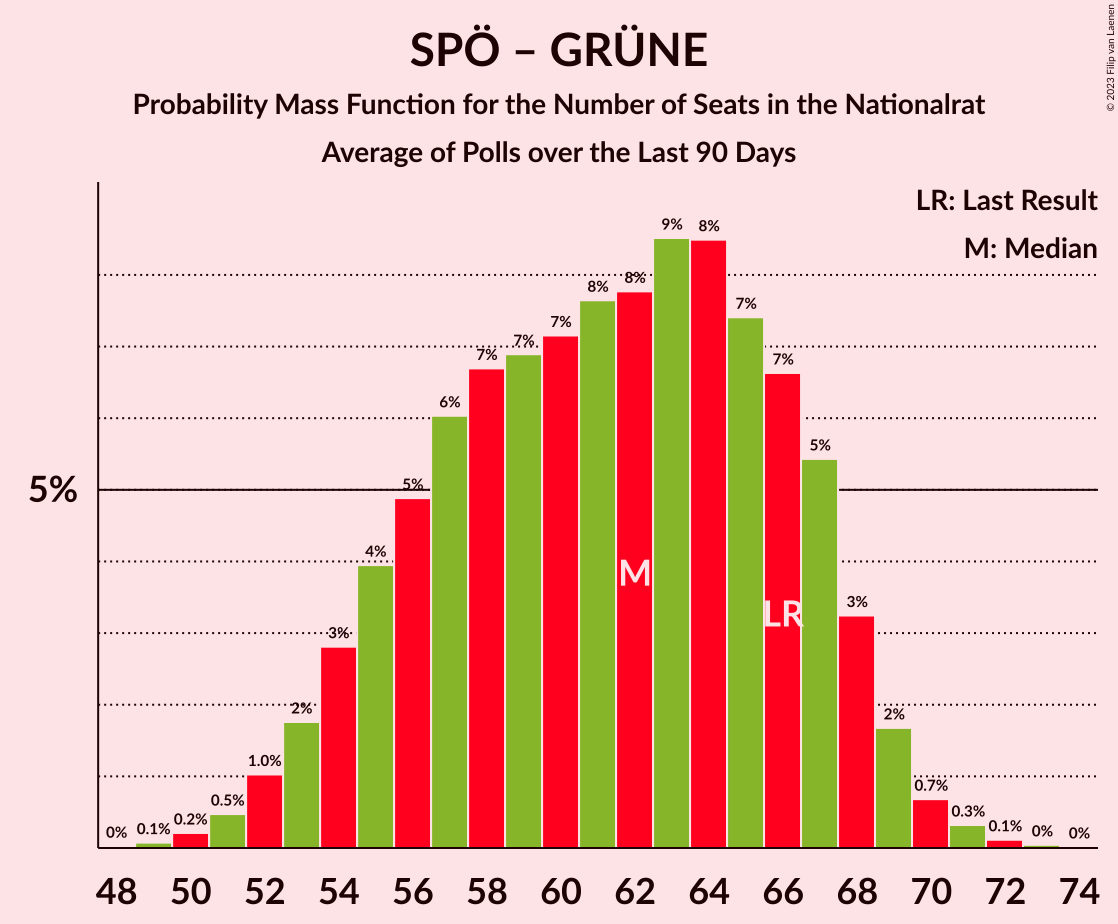 SPÖ – GRÜNE
Probability Mass Function for the Number of Seats in the Nationalrat
Average of Polls over the Last 90 Days
© 2023 Filip van Laenen
LR: Last Result
M: Median
5%
0% 0.1% 0.2% 0.5% 1.0% 2% 3% 4% 5% 6% 7% 7% 7% 8% 8% 9% 8% 7% 7% 5% 3% 2% 0.7% 0.3% 0.1% 0% 0%
M
LR
48 50 52 54 56 58 60 62 64 66 68 70 72 74